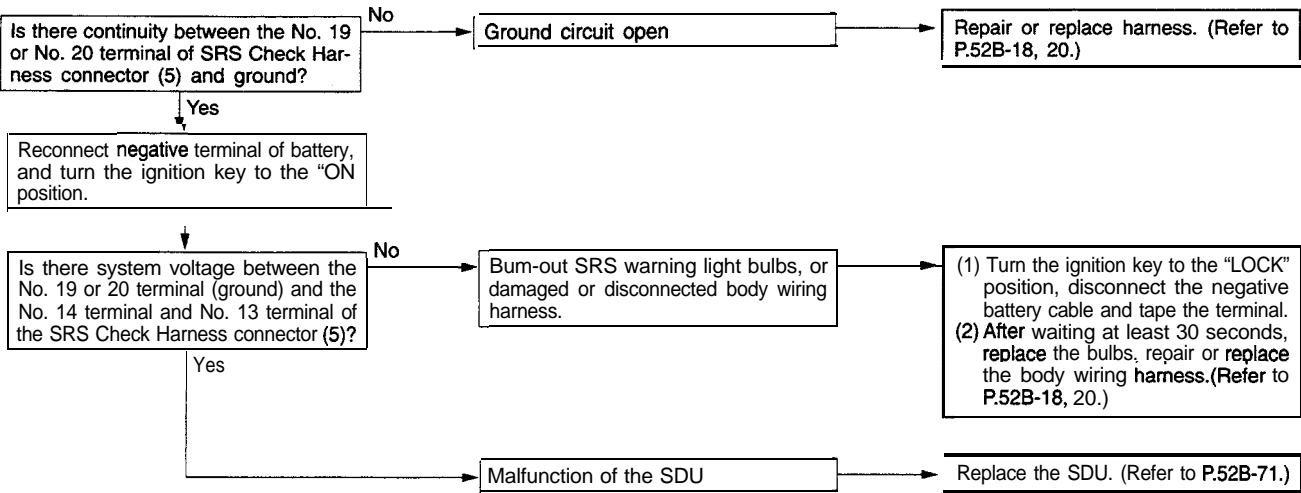 Is there continuity between the No. 19
or No. 20 terminal of SRS Check Har-
ness connector (5) and ground?
No
Ground circuit open
Repair or replace harness. (Refer to
P.52B-18, 20.)
Yes
Reconnect negative terminal of battery,
and turn the ignition key to the “ON
position.
Is there system voltage between the
No. 19 or 20 terminal (ground) and the
No. 14 terminal and No. 13 terminal of
the SRS Check Harness connector (5)?
No
Bum-out SRS warning light bulbs, or
damaged or disconnected body wiring
harness.
(1) Turn the ignition key to the “LOCK”
position, disconnect the negative
battery cable and tape the terminal.
(2) After waiting at least 30 seconds,
replace the bulbs, repair or replace
the body wiring harness.(Refer to
P.52B-18, 20.)
Yes
Malfunction of the SDU
Replace the SDU. (Refer to P.52B-71.)